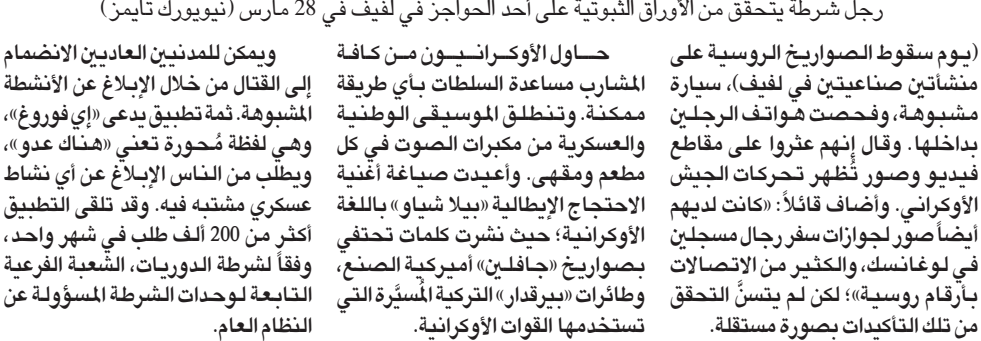 رجل شرطة يتحقق من الأوراق الثبوتية على أحد الحواجز في لفيف في 28 مارس (نيويورك تايمز)
(يوم سقوط الصواريخ الروسية على
منشأتين صناعيتين في لفيف)، سيارة
مشبوهة، وفحصت هواتف الرجلين
بداخلها. وقال إنهم عثروا على مقاطع
فيديو وصور تُظهر تحركات الجيش
الأوكراني. وأضاف قائلاً: «كانت لديهم
أيضاً صور لجوازات سفر رجال مسجلين
في لوغانسك، والكثير من الاتصالات
بأرقام روسية»؛ لكن لم يتسنَّ التحقق
من تلك التأكيدات بصورة مستقلة.
حاول الأوكرانيون من كافة
المشارب مساعدة السلطات بأي طريقة
ممكنة. وتنطلق الموسيقى الوطنية
والعسكرية من مكبرات الصوت في كل
مطعم ومقهى. وأعيدت صياغة أغنية
الاحتجاج الإيطالية «بيلا شياو» باللغة
الأوكرانية؛ حيث نشرت كلمات تحتفي
بصواريخ «جافلين» أميركية الصنع،
وطائرات «بيرقدار» التركية المُسيَّرة التي
تستخدمها القوات الأوكرانية.
ويمكن للمدنيين العاديين الانضمام
إلى القتال من خلال الإبلاغ عن الأنشطة
المشبوهة. ثمة تطبيق يدعى «إي فوروغ»،
وهي لفظة مُحورة تعني «هناك عدو»،
ويطلب من الناس الإبلاغ عن أي نشاط
عسكري مشتبه فيه. وقد تلقى التطبيق
أكثر من 200 ألف طلب في شهر واحد،
وفقاً لشرطة الدوريات، الشعبة الفرعية
التابعة لوحدات الشرطة المسؤولة عن
النظام العام.